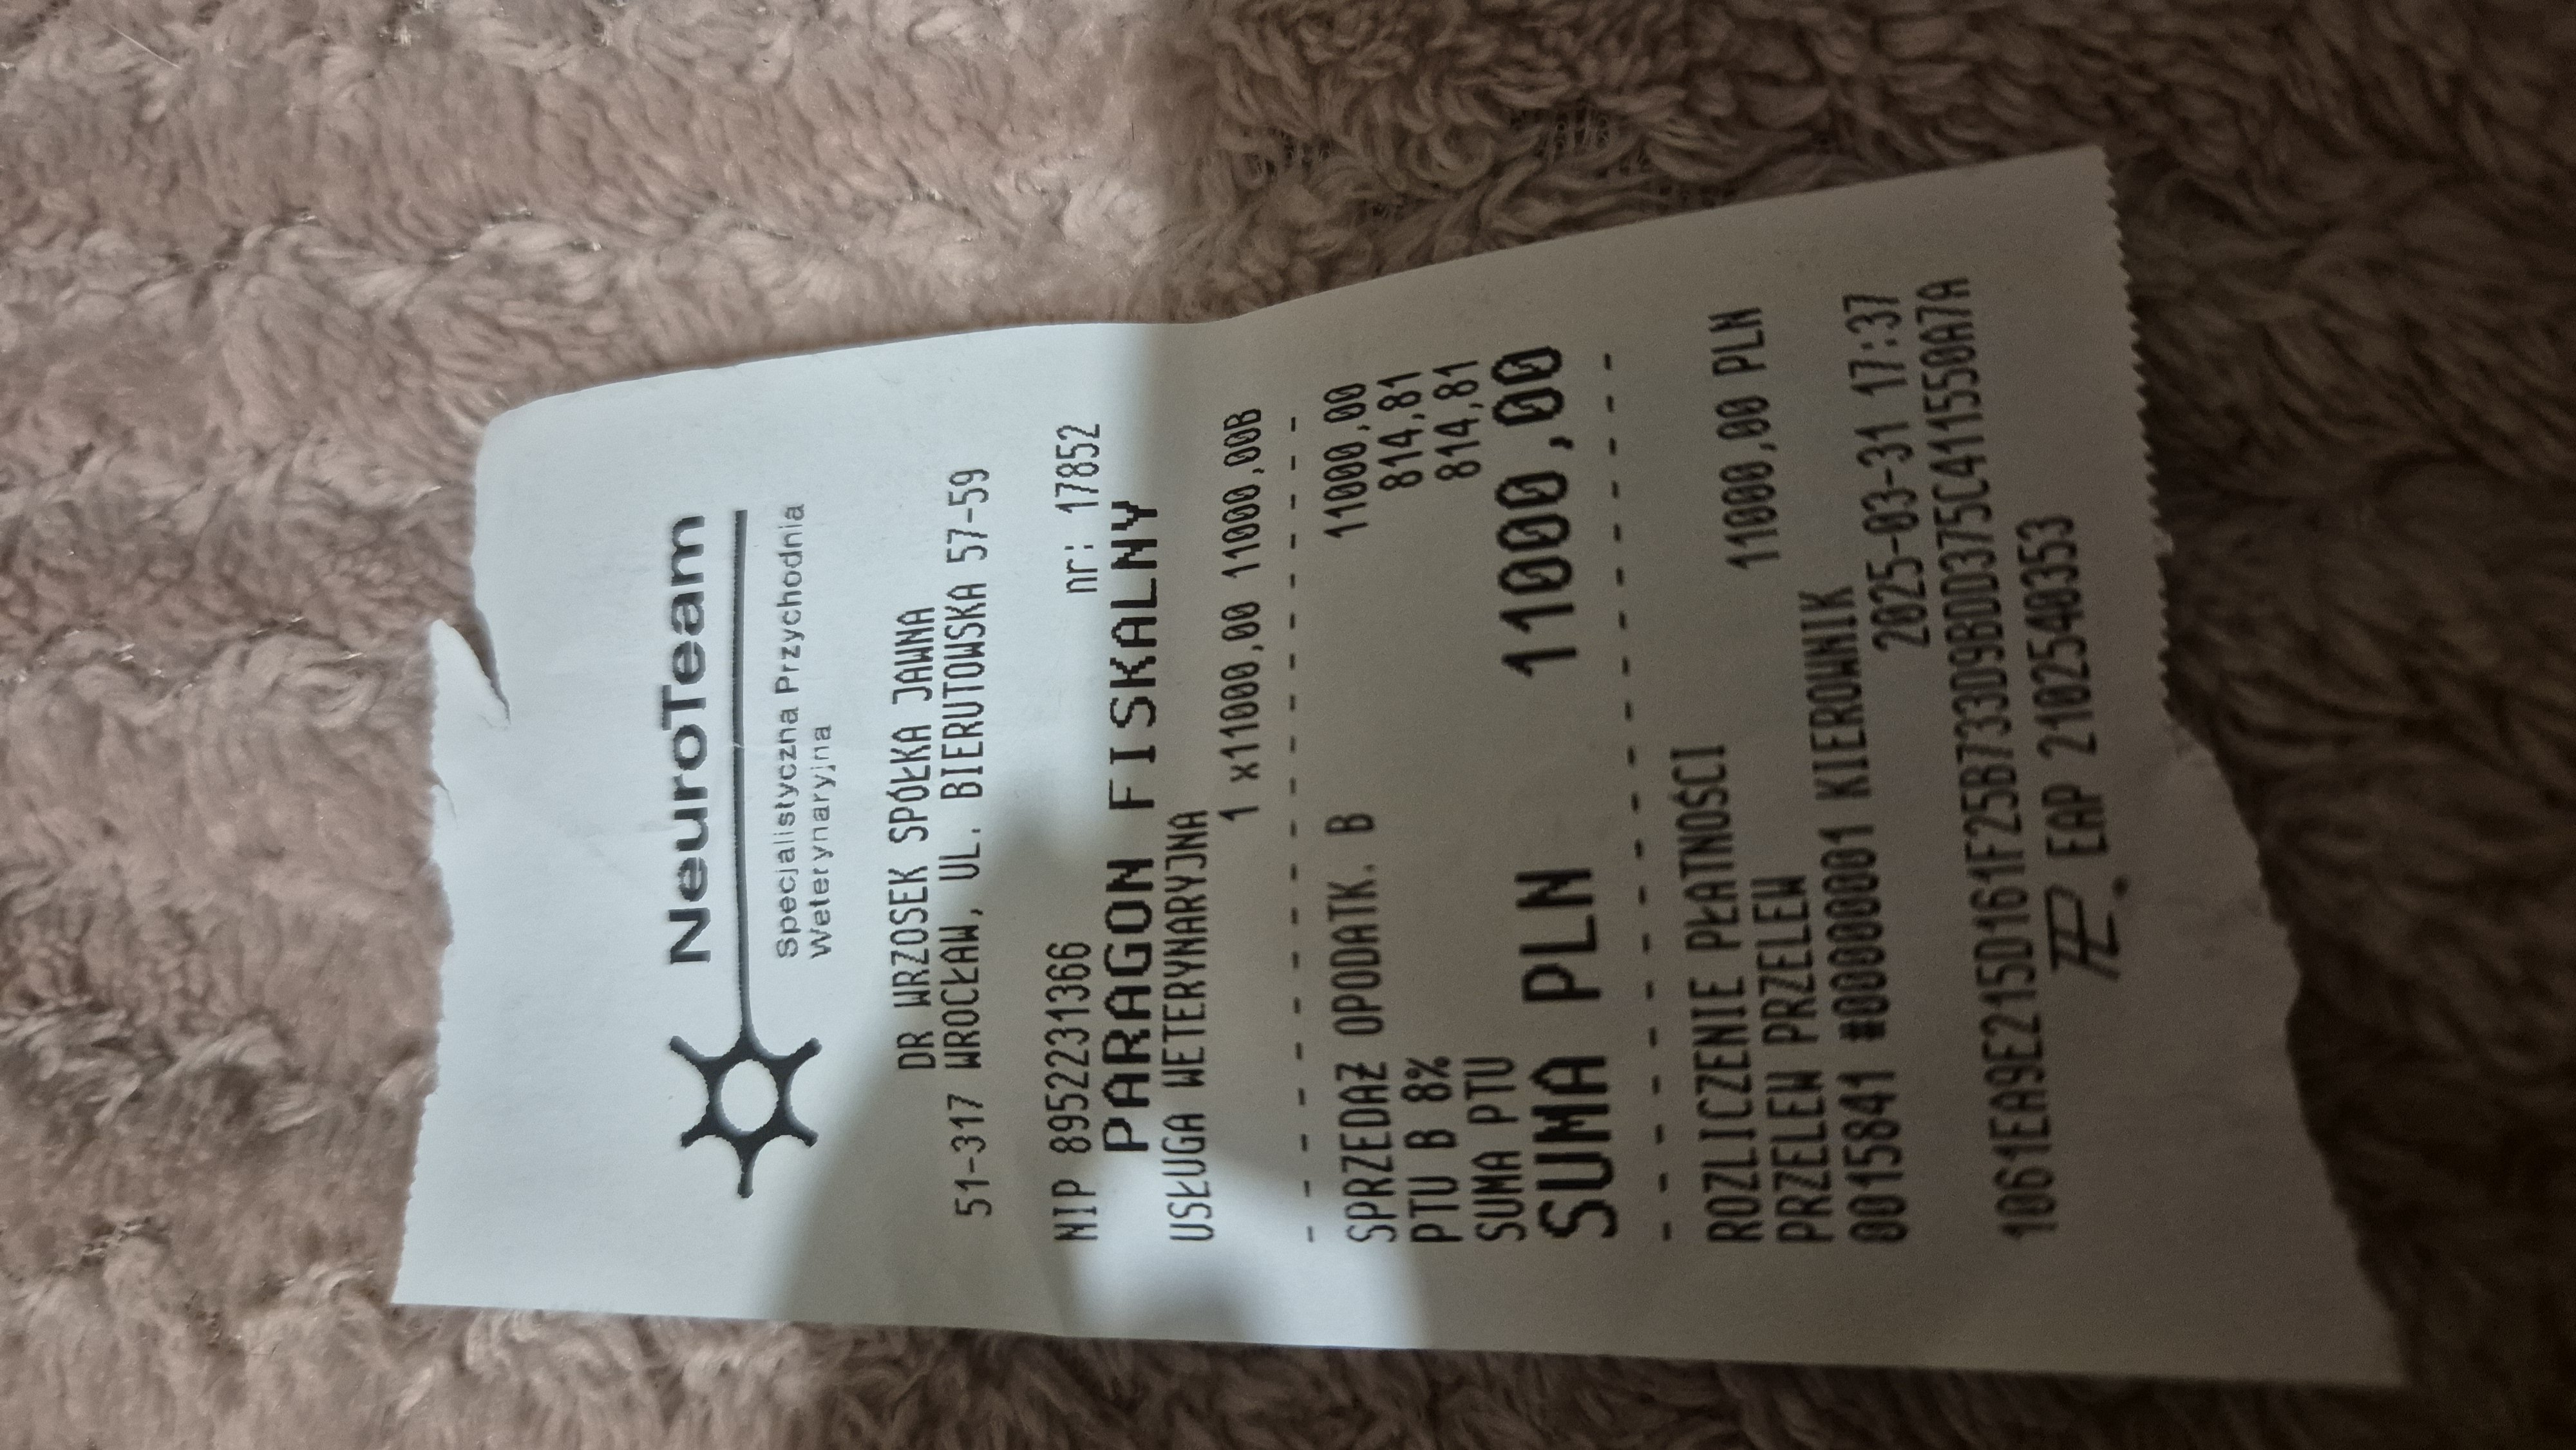 NeuroTeam
Specjalistyczna Przychodnia
Weterynaryjna
DR WRZOSEK SPÓŁKA JAWNA
51-317 WROCŁAW, UL. BIERUTOWSKA 57-59
NIP 8952231366 nr: 17852
PARAGON FISKALNY
USŁUGA WETERYNARYJNA
1 x11000,00 11000,00B
SPRZEDAŻ OPODATK. B 11000,00
PTU B 8% 814,81
SUMA PTU 814,81
SUMA PLN 11000,00
ROZLICZENIE PŁATNOŚCI
PRZELEW PRZELEW 11000,00 PLN
0015841 #00000001 KIEROWNIK
2025-03-31 17:37
1061EA9E215D161F25B733D9BDD375C411550A7A
EAP 2102540353